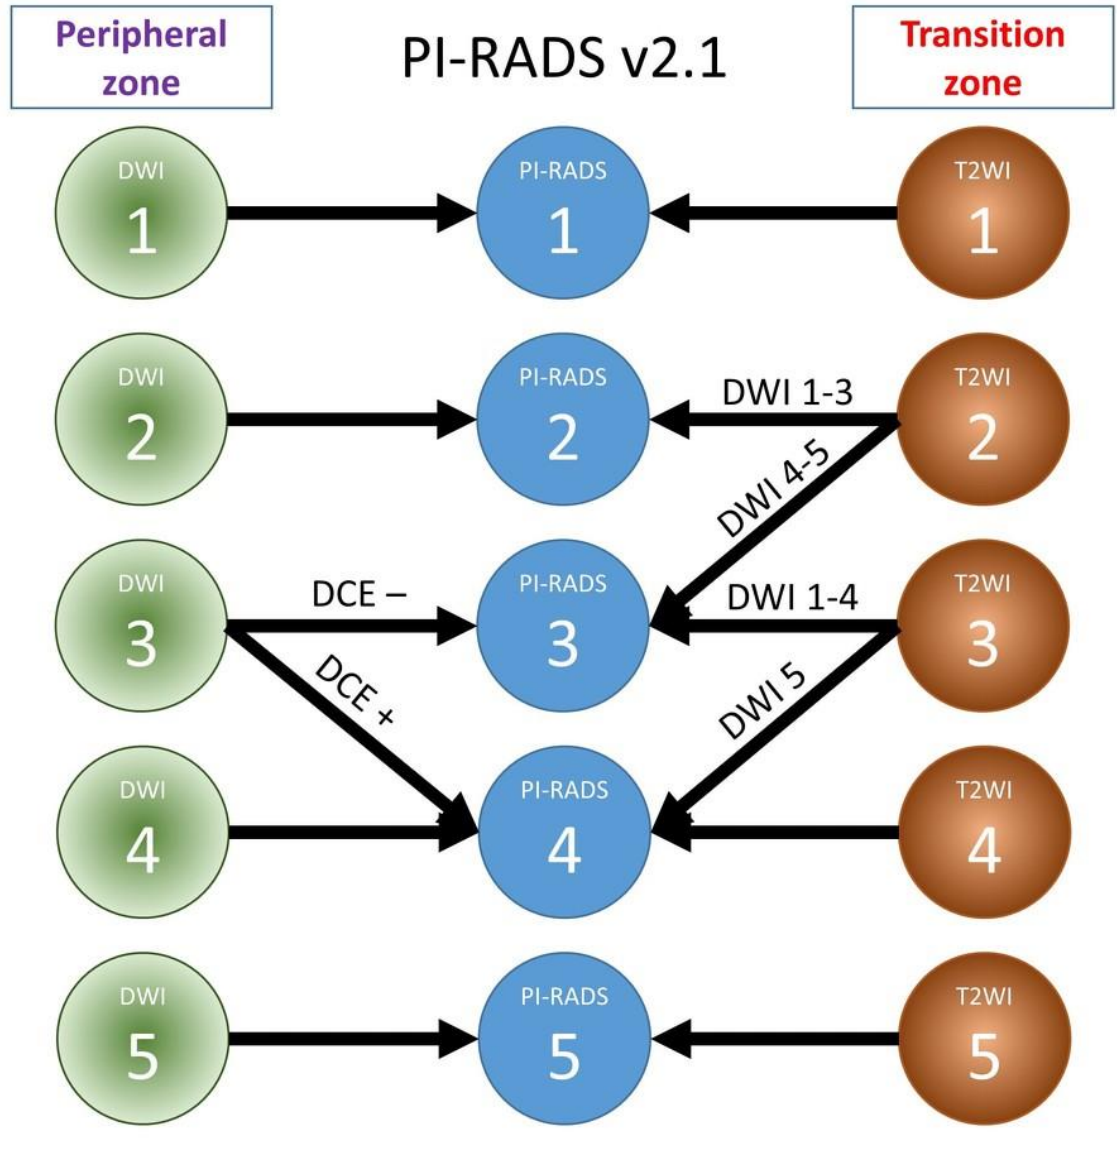 Peripheral
zone
PI-RADS v2.1
Transition
zone
DWI
1
PI-RADS
1
T2WI
1
DWI
2
PI-RADS
2
DWI 1-3
T2WI
2
DWI 4-5
DWI
3
DCE –
PI-RADS
3
DWI 1-4
T2WI
3
DCE +
DWI 5
DWI
4
PI-RADS
4
T2WI
4
DWI
5
PI-RADS
5
T2WI
5